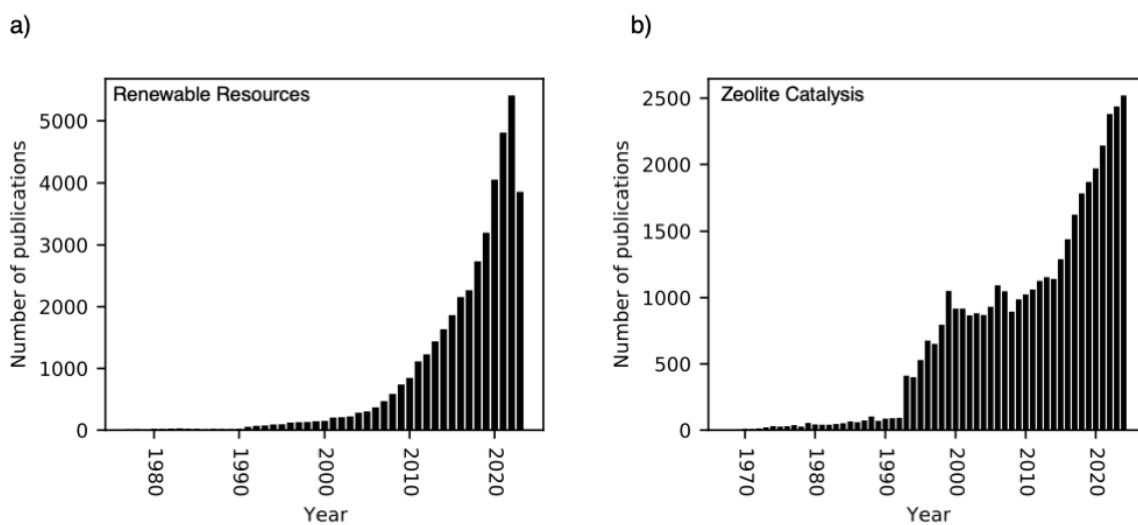 a)
Renewable Resources
Number of publications
5000
4000
3000
2000
1000
0
1980
1990
2000
2010
2020
Year
b)
Zeolite Catalysis
Number of publications
2500
2000
1500
1000
500
0
1970
1980
1990
2000
2010
2020
Year